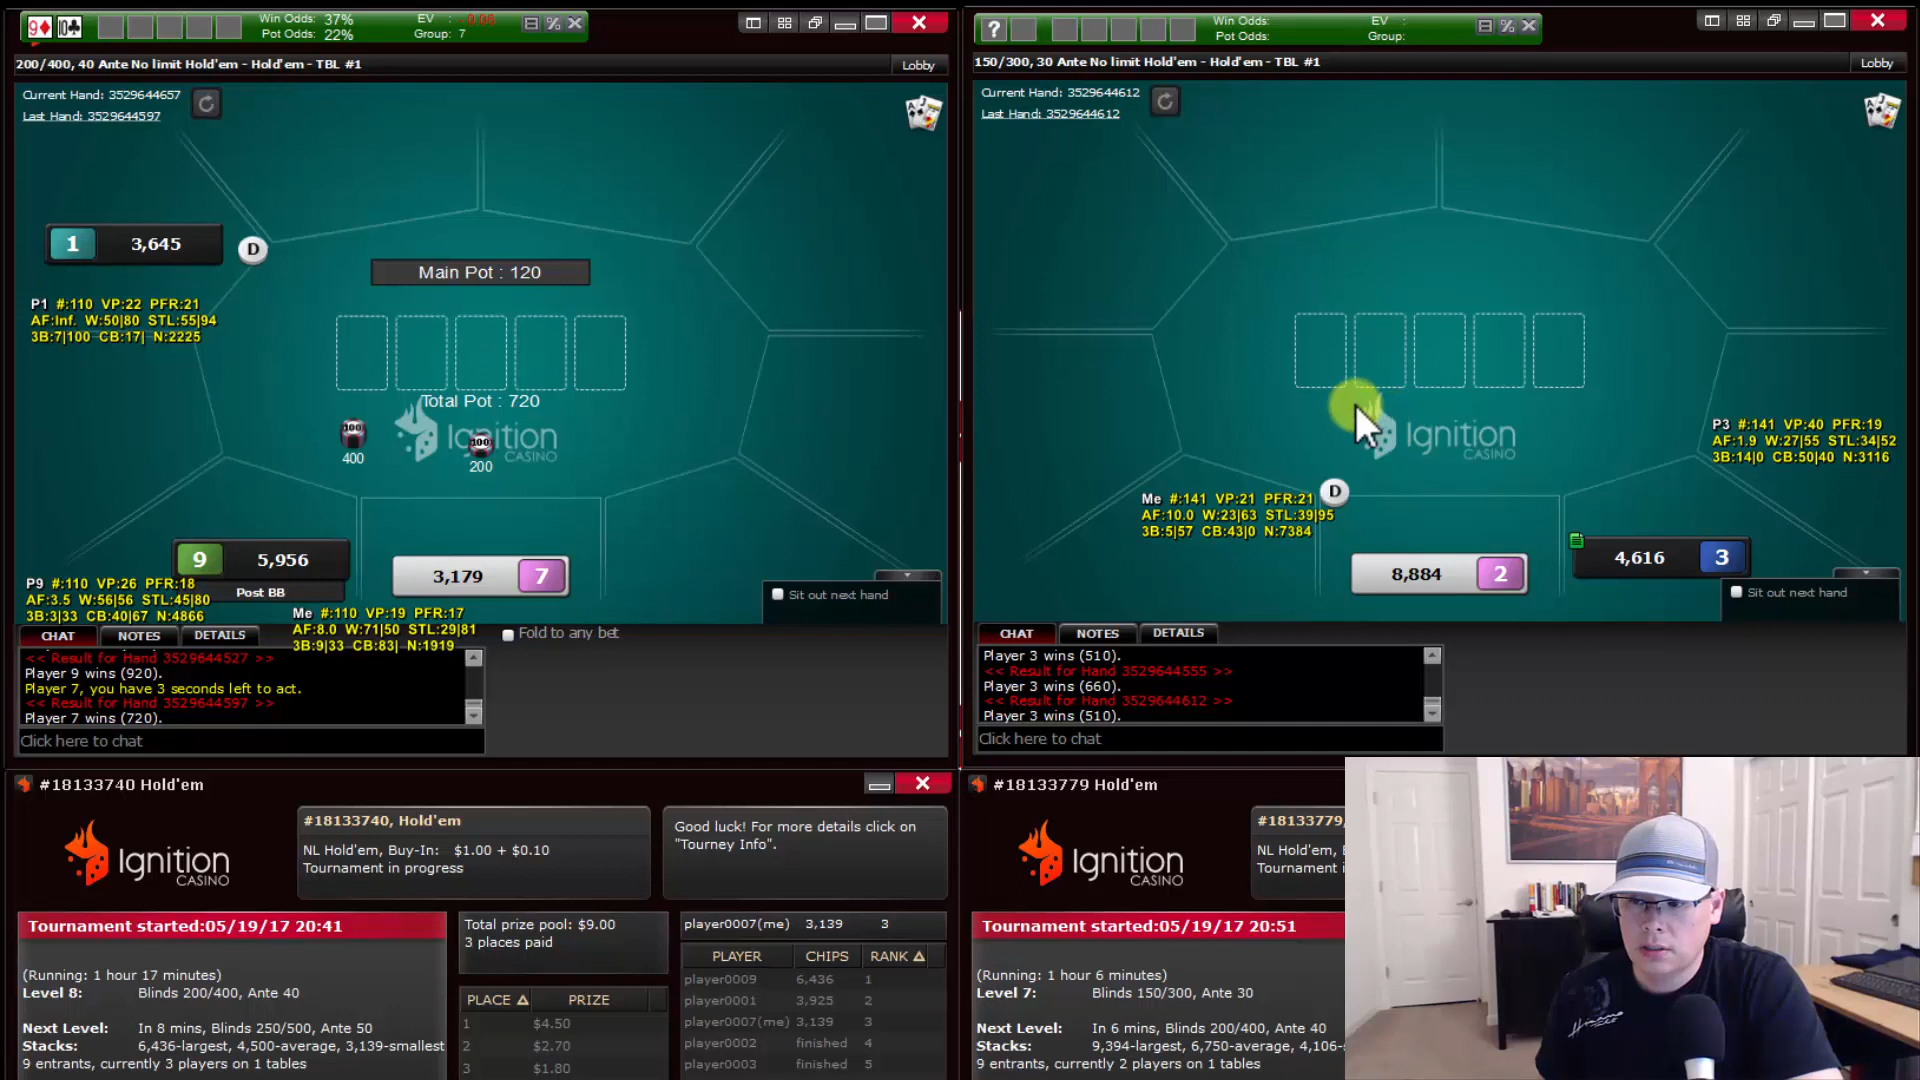 9♦ 10♣
Win Odds: 37%
Pot Odds: 22%
EV : -0.06
Group: 7
200/400, 40 Ante No limit Hold'em - Hold'em - TBL #1
Lobby
Current Hand: 3529644657
Last Hand: 3529644597
1 3,645
D
P1 #:110 VP:22 PFR:21
AF:Inf. W:50|80 STL:55|94
3B:7|100 CB:17| N:2225
Main Pot : 120
Total Pot : 720
100
400
100
200
Ignition
CASINO
9 5,956
Post BB
P9 #:110 VP:26 PFR:18
AF:3.5 W:56|56 STL:45|80
3B:3|33 CB:40|67 N:4866
3,179 7
Me #:110 VP:19 PFR:17
AF:8.0 W:71|50 STL:29|81
3B:9|33 CB:83| N:1919
Sit out next hand
Fold to any bet
CHAT NOTES DETAILS
<< Result for Hand 3529644527 >>
Player 9 wins (920).
Player 7, you have 3 seconds left to act.
<< Result for Hand 3529644597 >>
Player 7 wins (720).
Click here to chat
?
Win Odds:
Pot Odds:
EV :
Group:
150/300, 30 Ante No limit Hold'em - Hold'em - TBL #1
Lobby
Current Hand: 3529644612
Last Hand: 3529644612
Ignition
CASINO
P3 #:141 VP:40 PFR:19
AF:1.9 W:27|55 STL:34|52
3B:14|0 CB:50|40 N:3116
D
Me #:141 VP:21 PFR:21
AF:10.0 W:23|63 STL:39|95
3B:5|57 CB:43|0 N:7384
8,884 2
4,616 3
Sit out next hand
CHAT NOTES DETAILS
Player 3 wins (510).
<< Result for Hand 3529644555 >>
Player 3 wins (660).
<< Result for Hand 3529644612 >>
Player 3 wins (510).
Click here to chat
#18133740 Hold'em
Ignition
CASINO
#18133740, Hold'em
NL Hold'em, Buy-In: $1.00 + $0.10
Tournament in progress
Good luck! For more details click on
"Tourney Info".
Tournament started:05/19/17 20:41
(Running: 1 hour 17 minutes)
Level 8: Blinds 200/400, Ante 40
Next Level: In 8 mins, Blinds 250/500, Ante 50
Stacks: 6,436-largest, 4,500-average, 3,139-smallest
9 entrants, currently 3 players on 1 tables
Total prize pool: $9.00
3 places paid
PLACE PRIZE
1 $4.50
2 $2.70
3 $1.80
player0007(me) 3,139 3
PLAYER CHIPS RANK
player0009 6,436 1
player0001 3,925 2
player0007(me) 3,139 3
player0002 finished 4
player0003 finished 5
#18133779 Hold'em
Ignition
CASINO
#18133779,
NL Hold'em,
Tournament
Tournament started:05/19/17 20:51
(Running: 1 hour 6 minutes)
Level 7: Blinds 150/300, Ante 30
Next Level: In 6 mins, Blinds 200/400, Ante 40
Stacks: 9,394-largest, 6,750-average, 4,106-s
9 entrants, currently 2 players on 1 tables